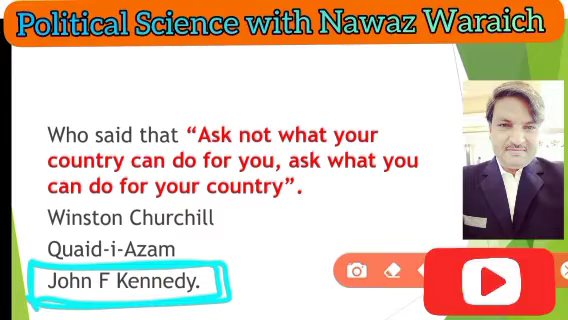 Political Science with Nawaz Waraich
Who said that “Ask not what your
country can do for you, ask what you
can do for your country”.
Winston Churchill
Quaid-i-Azam
John F Kennedy.